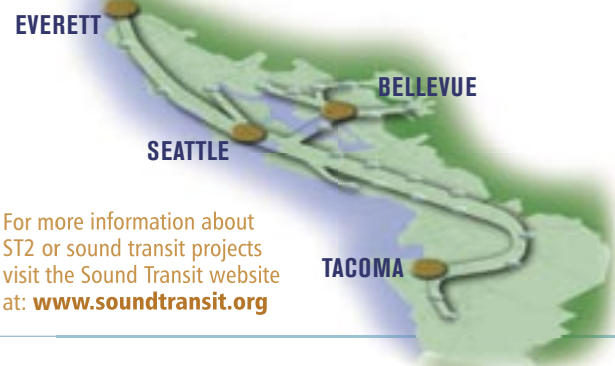 EVERETT
BELLEVUE
SEATTLE
For more information about
ST2 or sound transit projects
visit the Sound Transit website
at: www.soundtransit.org
TACOMA